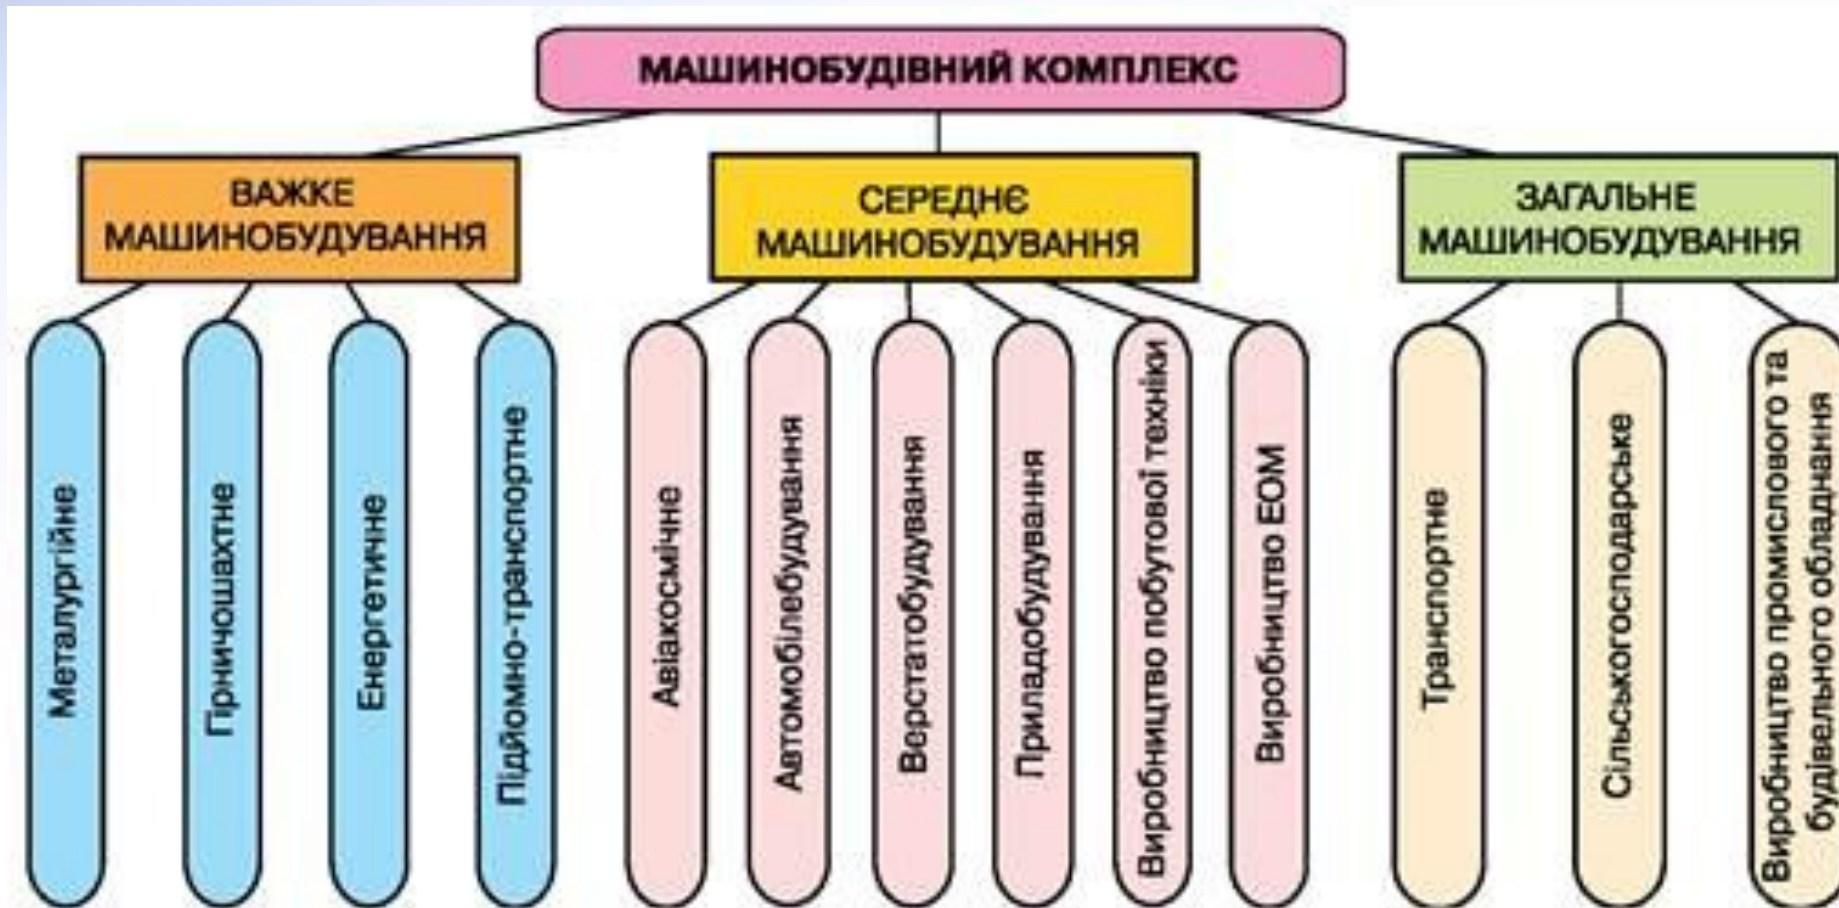 МАШИНОБУДІВНИЙ КОМПЛЕКС
ВАЖКЕ
МАШИНОБУДУВАННЯ
СЕРЕДНЄ
МАШИНОБУДУВАННЯ
ЗАГАЛЬНЕ
МАШИНОБУДУВАННЯ
Металургійне
Гірничошахтне
Енергетичне
Підйомно-транспортне
Авіакосмічне
Автомобілебудування
Верстатобудування
Приладобудування
Виробництво побутової техніки
Виробництво ЕОМ
Транспортне
Сільськогосподарське
Виробництво промислового та
будівельного обладнання